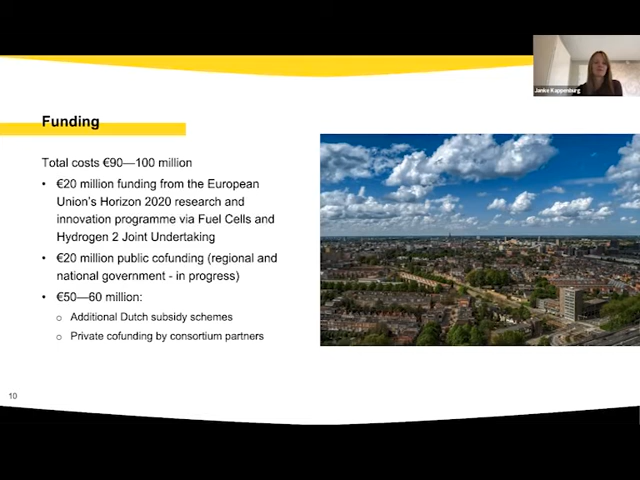 Janke Kappenburg
Funding
Total costs €90—100 million
• €20 million funding from the European
Union's Horizon 2020 research and
innovation programme via Fuel Cells and
Hydrogen 2 Joint Undertaking
• €20 million public cofunding (regional and
national government - in progress)
• €50—60 million:
o Additional Dutch subsidy schemes
o Private cofunding by consortium partners
10